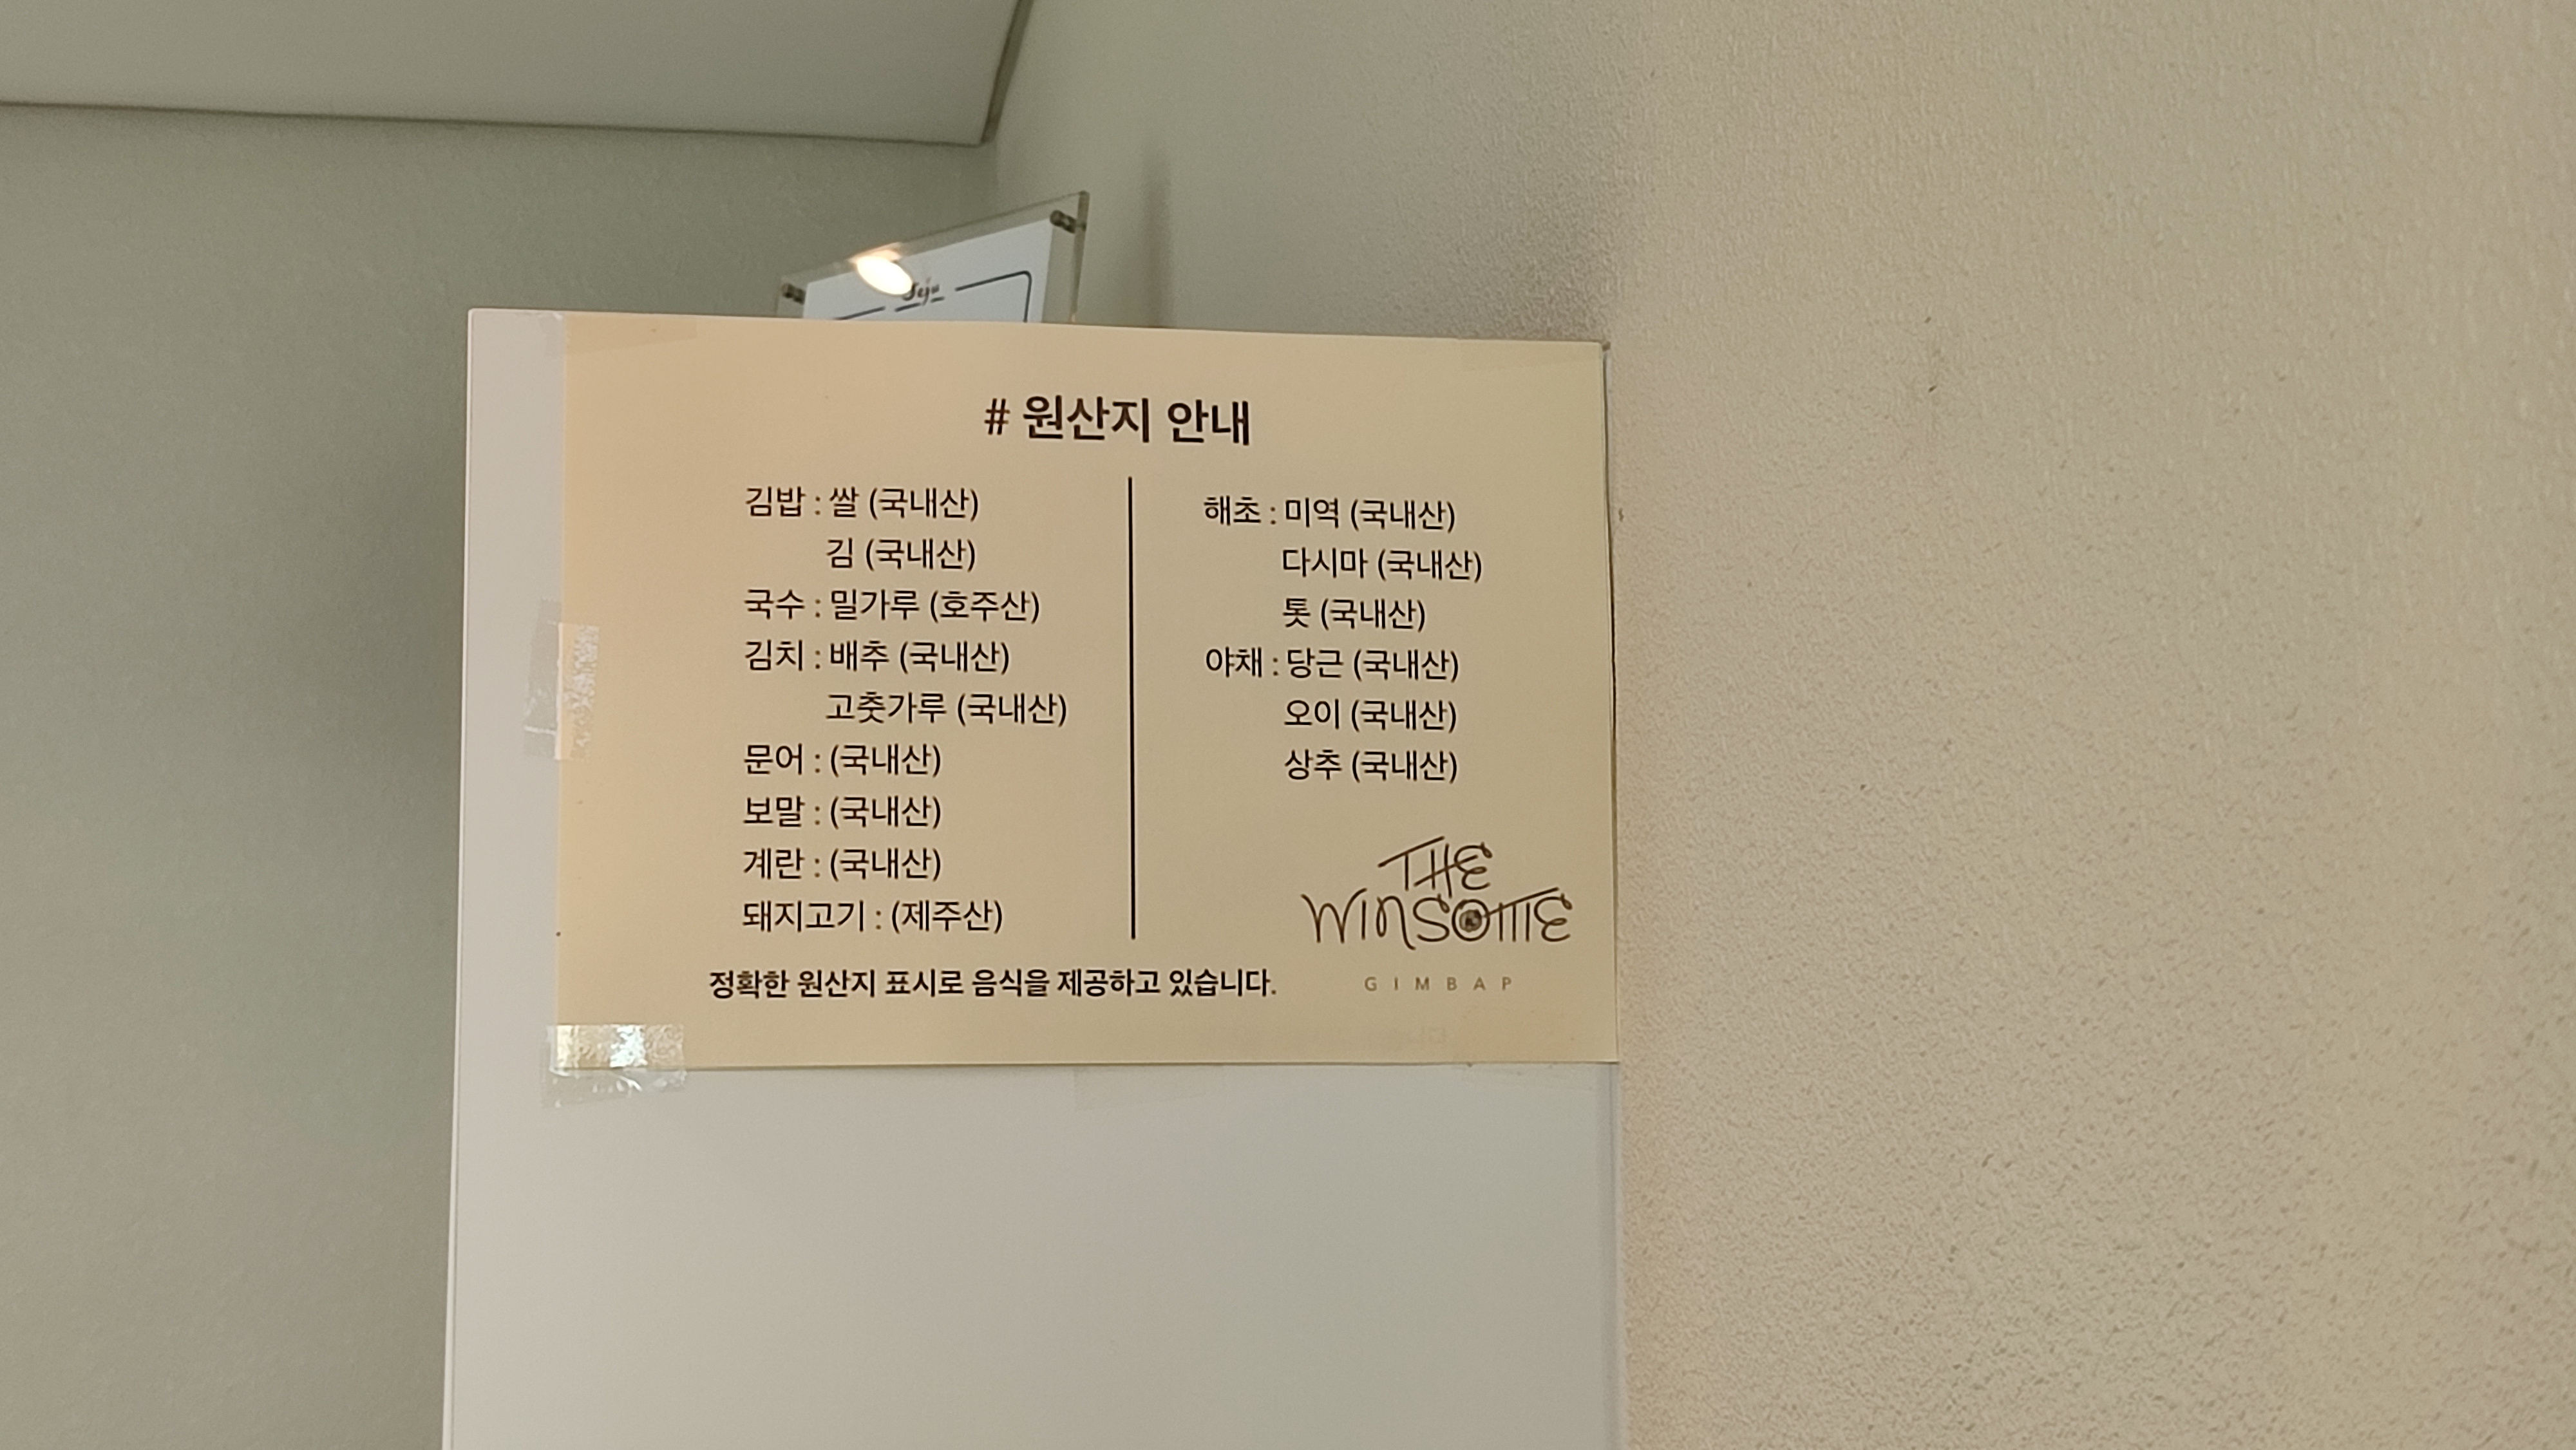 # 원산지 안내
김밥 : 쌀 (국내산)
김 (국내산)
국수 : 밀가루 (호주산)
김치 : 배추 (국내산)
고춧가루 (국내산)
문어 : (국내산)
보말 : (국내산)
계란 : (국내산)
돼지고기 : (제주산)
해초 : 미역 (국내산)
다시마 (국내산)
톳 (국내산)
야채 : 당근 (국내산)
오이 (국내산)
상추 (국내산)
정확한 원산지 표시로 음식을 제공하고 있습니다.
THE
WINSOME
GIMBAP